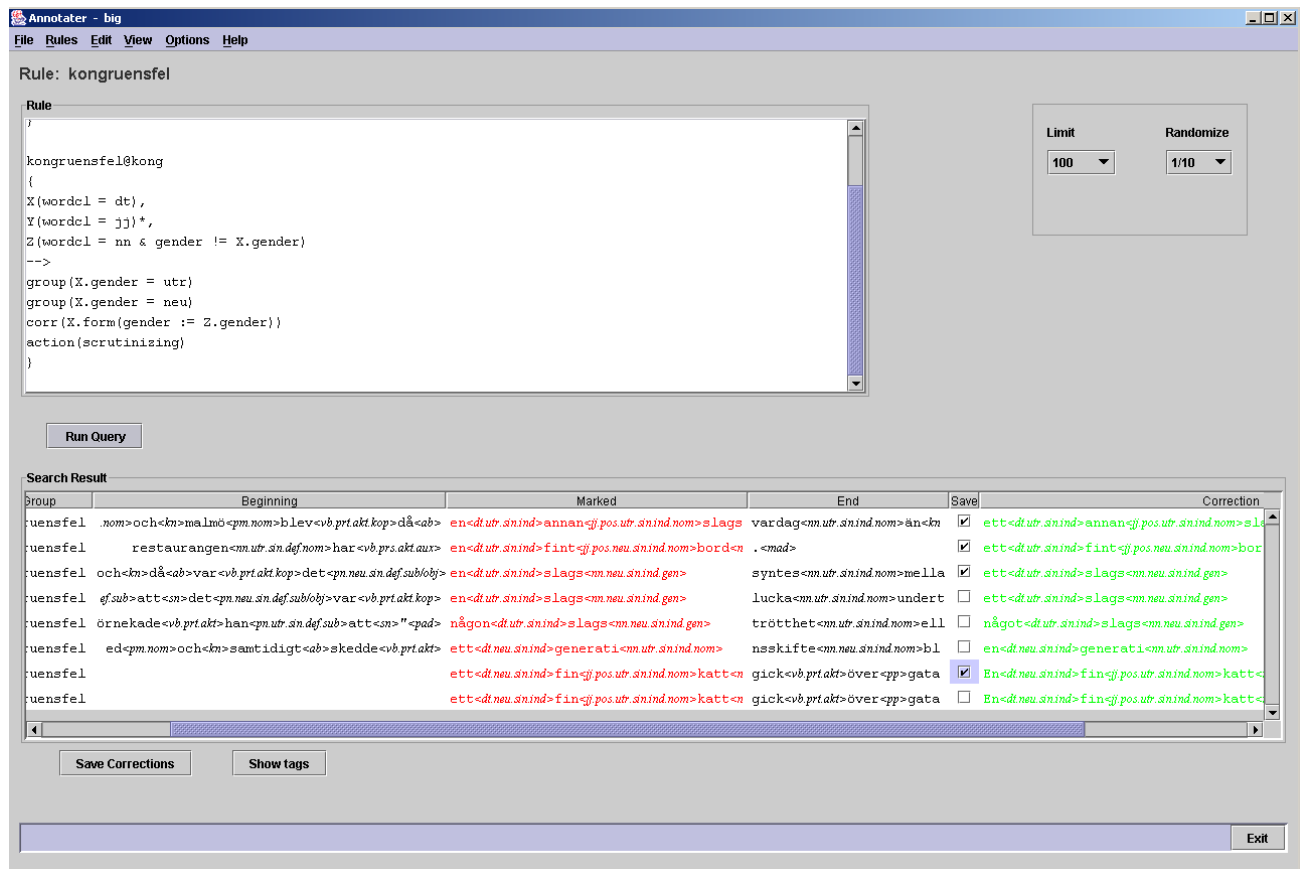 Annotater - big
File Rules Edit View Options Help
Rule: kongruensfel
Rule
}
kongruensfel@kong
{
X(wordcl = dt),
Y(wordcl = jj)*,
Z(wordcl = nn & gender != X.gender)
-->
group(X.gender = utr)
group(X.gender = neu)
corr(X.form(gender := Z.gender))
action(scrutinizing)
}
Limit Randomize
100 1/10
Run Query
Search Result
Group Beginning Marked End Save Correction
ruensfel .nom>och<kn>malmö<pm.nom>blev<vb.prt.akt.kop>då<ab> en<dt.utr.sin.ind>annan<jj.pos.utr.sin.ind.nom>slags vardag<nn.utr.sin.ind.nom>än<kn ett<dt.utr.sin.ind>annan<jj.pos.utr.sin.ind.nom>sla
ruensfel restaurangen<nn.utr.sin.def.nom>har<vb.prs.akt.aux> en<dt.utr.sin.ind>fint<jj.pos.neu.sin.ind.nom>bord<n .<mad> ett<dt.utr.sin.ind>fint<jj.pos.neu.sin.ind.nom>bor
ruensfel och<kn>då<ab>var<vb.prt.akt.kop>det<pn.neu.sin.def.sub/obj> en<dt.utr.sin.ind>slags<nn.neu.sin.ind.gen> syntes<nn.utr.sin.ind.nom>mella ett<dt.utr.sin.ind>slags<nn.neu.sin.ind.gen>
ruensfel ef.sub>att<sn>det<pn.neu.sin.def.sub/obj>var<vb.prt.akt.kop> en<dt.utr.sin.ind>slags<nn.neu.sin.ind.gen> lucka<nn.utr.sin.ind.nom>undert ett<dt.utr.sin.ind>slags<nn.neu.sin.ind.gen>
ruensfel örnekade<vb.prt.akt>han<pn.utr.sin.def.sub>att<sn>"<pad> någon<dt.utr.sin.ind>slags<nn.neu.sin.ind.gen> trötthet<nn.utr.sin.ind.nom>ell något<dt.utr.sin.ind>slags<nn.neu.sin.ind.gen>
ruensfel ed<pm.nom>och<kn>samtidigt<ab>skedde<vb.prt.akt> ett<dt.neu.sin.ind>generati<nn.utr.sin.ind.nom> nsskifte<nn.neu.sin.ind.nom>bl en<dt.neu.sin.ind>generati<nn.utr.sin.ind.nom>
ruensfel ett<dt.neu.sin.ind>fin<jj.pos.utr.sin.ind.nom>katt<n gick<vb.prt.akt>över<pp>gata En<dt.neu.sin.ind>fin<jj.pos.utr.sin.ind.nom>katt<
ruensfel ett<dt.neu.sin.ind>fin<jj.pos.utr.sin.ind.nom>katt<n gick<vb.prt.akt>över<pp>gata En<dt.neu.sin.ind>fin<jj.pos.utr.sin.ind.nom>katt<
Save Corrections Show tags
Exit